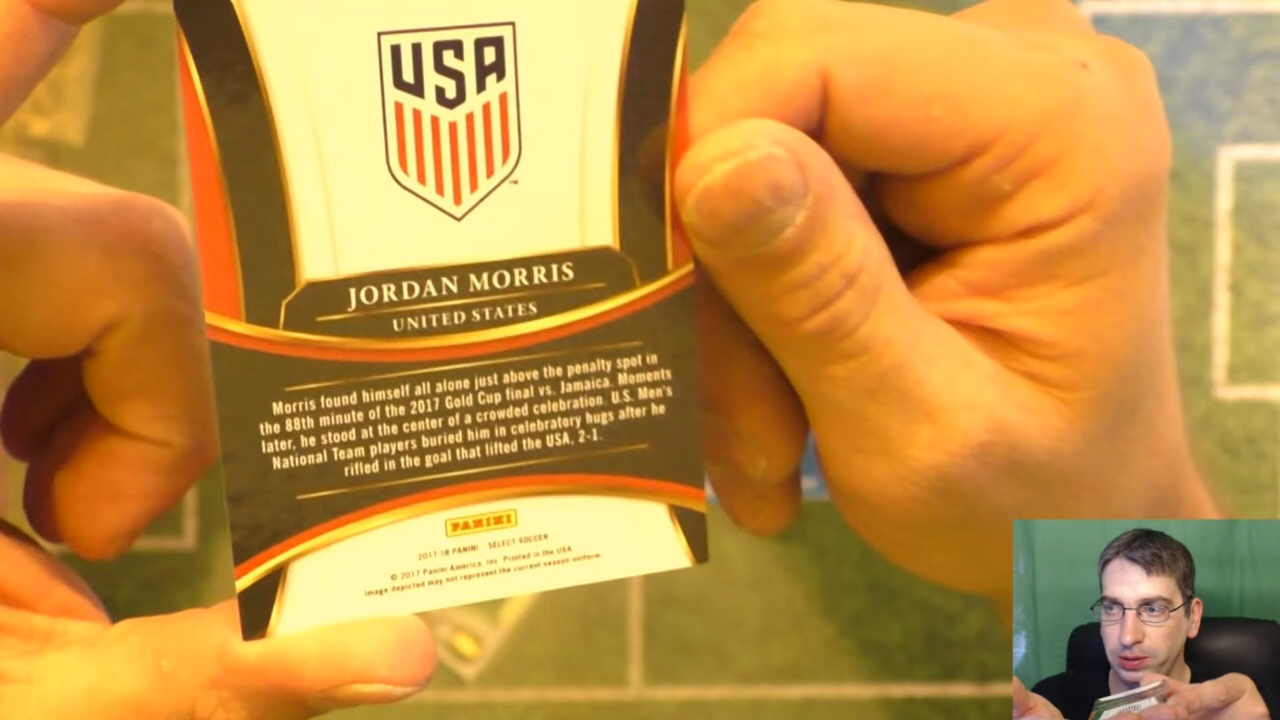 USA
JORDAN MORRIS
UNITED STATES
Morris found himself all alone just above the penalty spot in
the 88th minute of the 2017 Gold Cup final vs. Jamaica. Moments
later, he stood at the center of a crowded celebration. U.S. Men's
National Team players buried him in celebratory hugs after he
rifled in the goal that lifted the USA, 2-1.
PANINI
2017-18 PANINI - SELECT SOCCER
© 2017 Panini America, Inc. Printed in the USA
Image depicted may not represent the current season uniform.